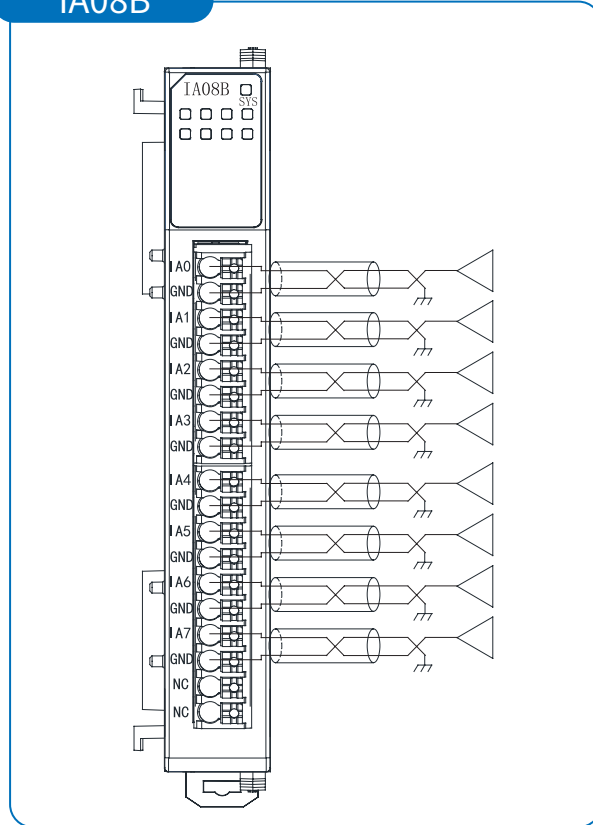 IA08B
IA08B
SYS
IA0
GND
IA1
GND
IA2
GND
IA3
GND
IA4
GND
IA5
GND
IA6
GND
IA7
GND
NC
NC